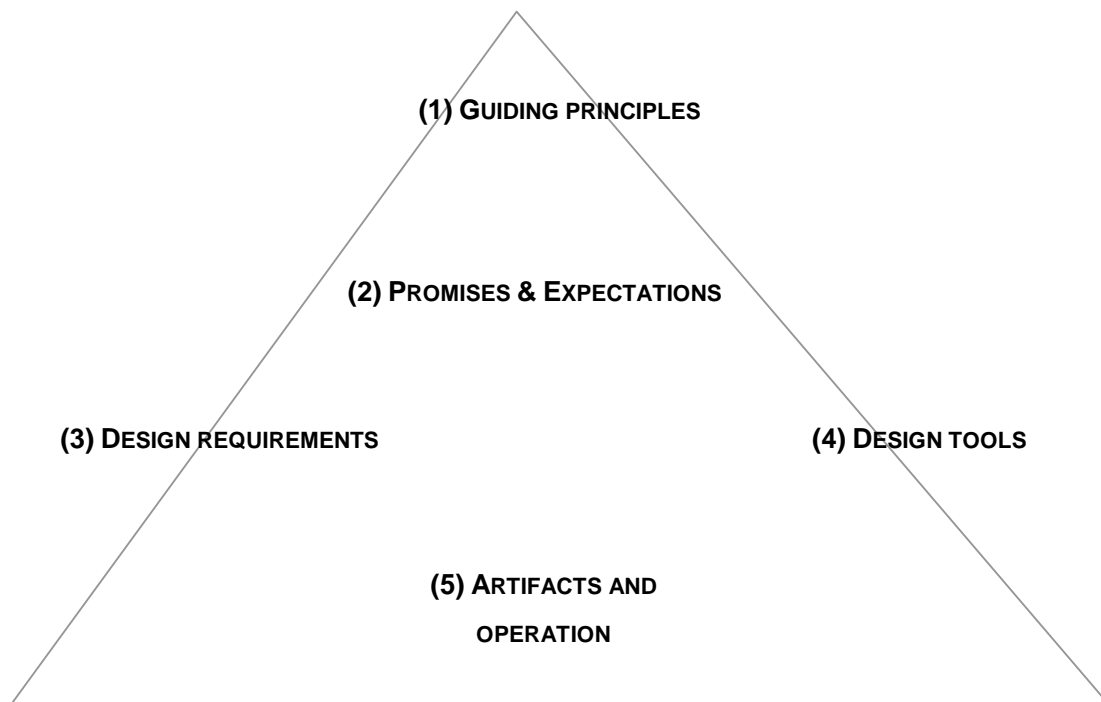 (1) GUIDING PRINCIPLES
(2) PROMISES & EXPECTATIONS
(3) DESIGN REQUIREMENTS
(4) DESIGN TOOLS
(5) ARTIFACTS AND
OPERATION